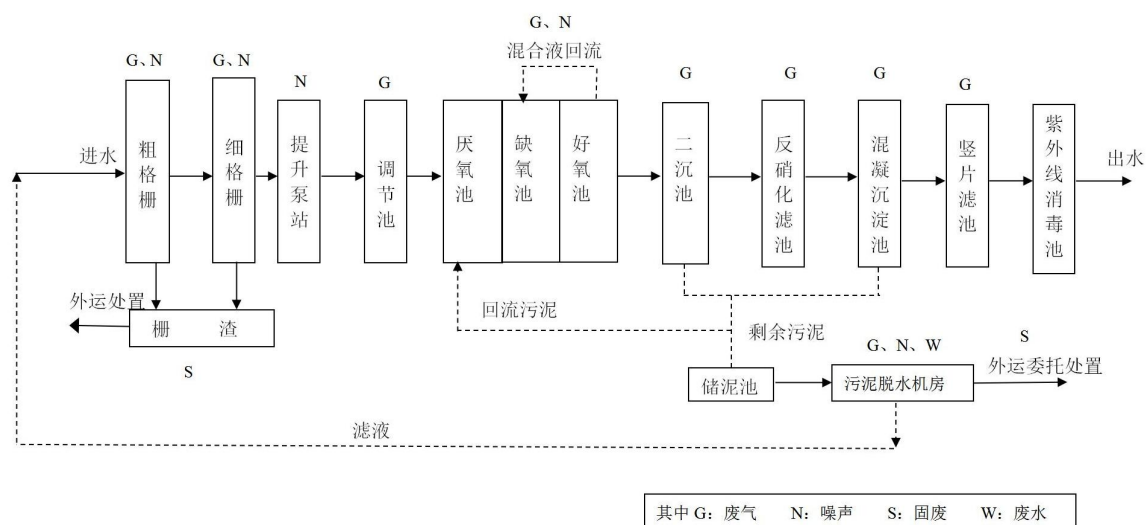 G、N
混合液回流
G、N
G、N
N
G
G
G
G
G
进水
粗格栅
细格栅
提升泵站
调节池
厌氧池
缺氧池
好氧池
二沉池
反硝化滤池
混凝沉淀池
竖片滤池
紫外线消毒池
出水
外运处置
栅 渣
S
回流污泥
剩余污泥
储泥池
G、N、W
污泥脱水机房
S
外运委托处置
滤液
其中 G：废气 N：噪声 S：固废 W：废水